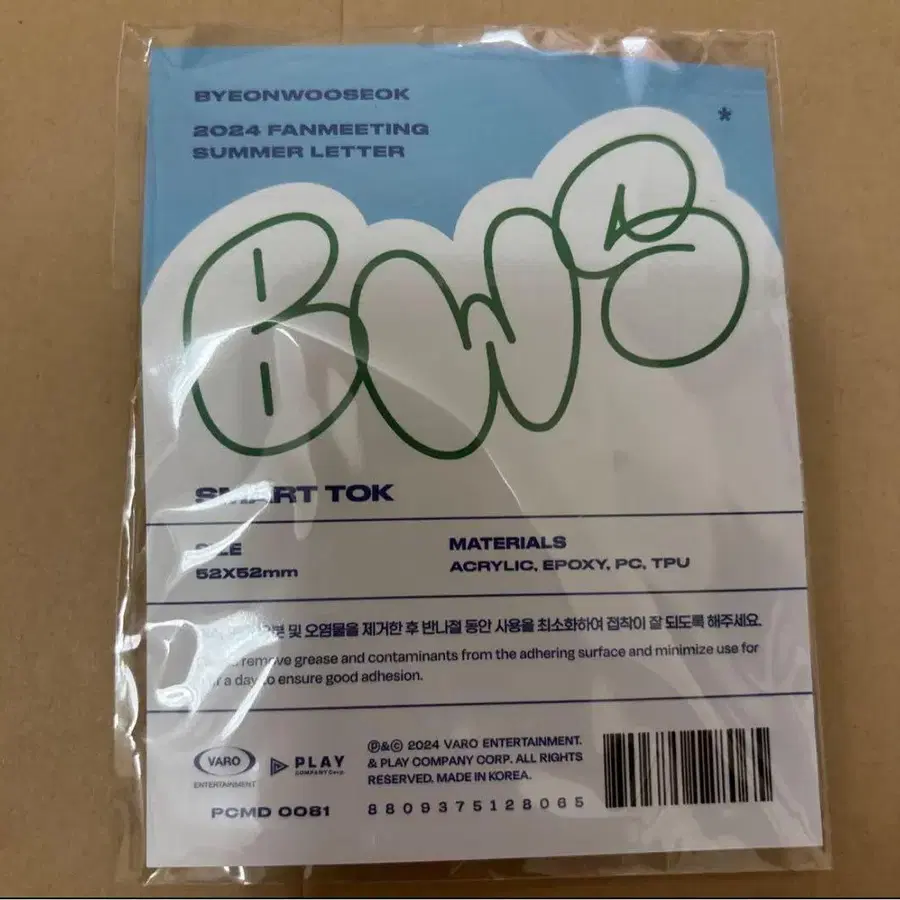 BYEONWOOSEOK
2024 FANMEETING
SUMMER LETTER
*
BWS
SMART TOK
SIZE
52X52mm
MATERIALS
ACRYLIC, EPOXY, PC, TPU
및 오염물을 제거한 후 반나절 동안 사용을 최소화하여 접착이 잘 되도록 해주세요.
remove grease and contaminants from the adhering surface and minimize use for
a day to ensure good adhesion.
VARO
ENTERTAINMENT
PLAY
COMPANY Corp.
PCMD 0081
℗&© 2024 VARO ENTERTAINMENT.
& PLAY COMPANY CORP. ALL RIGHTS
RESERVED. MADE IN KOREA.
8809375128065